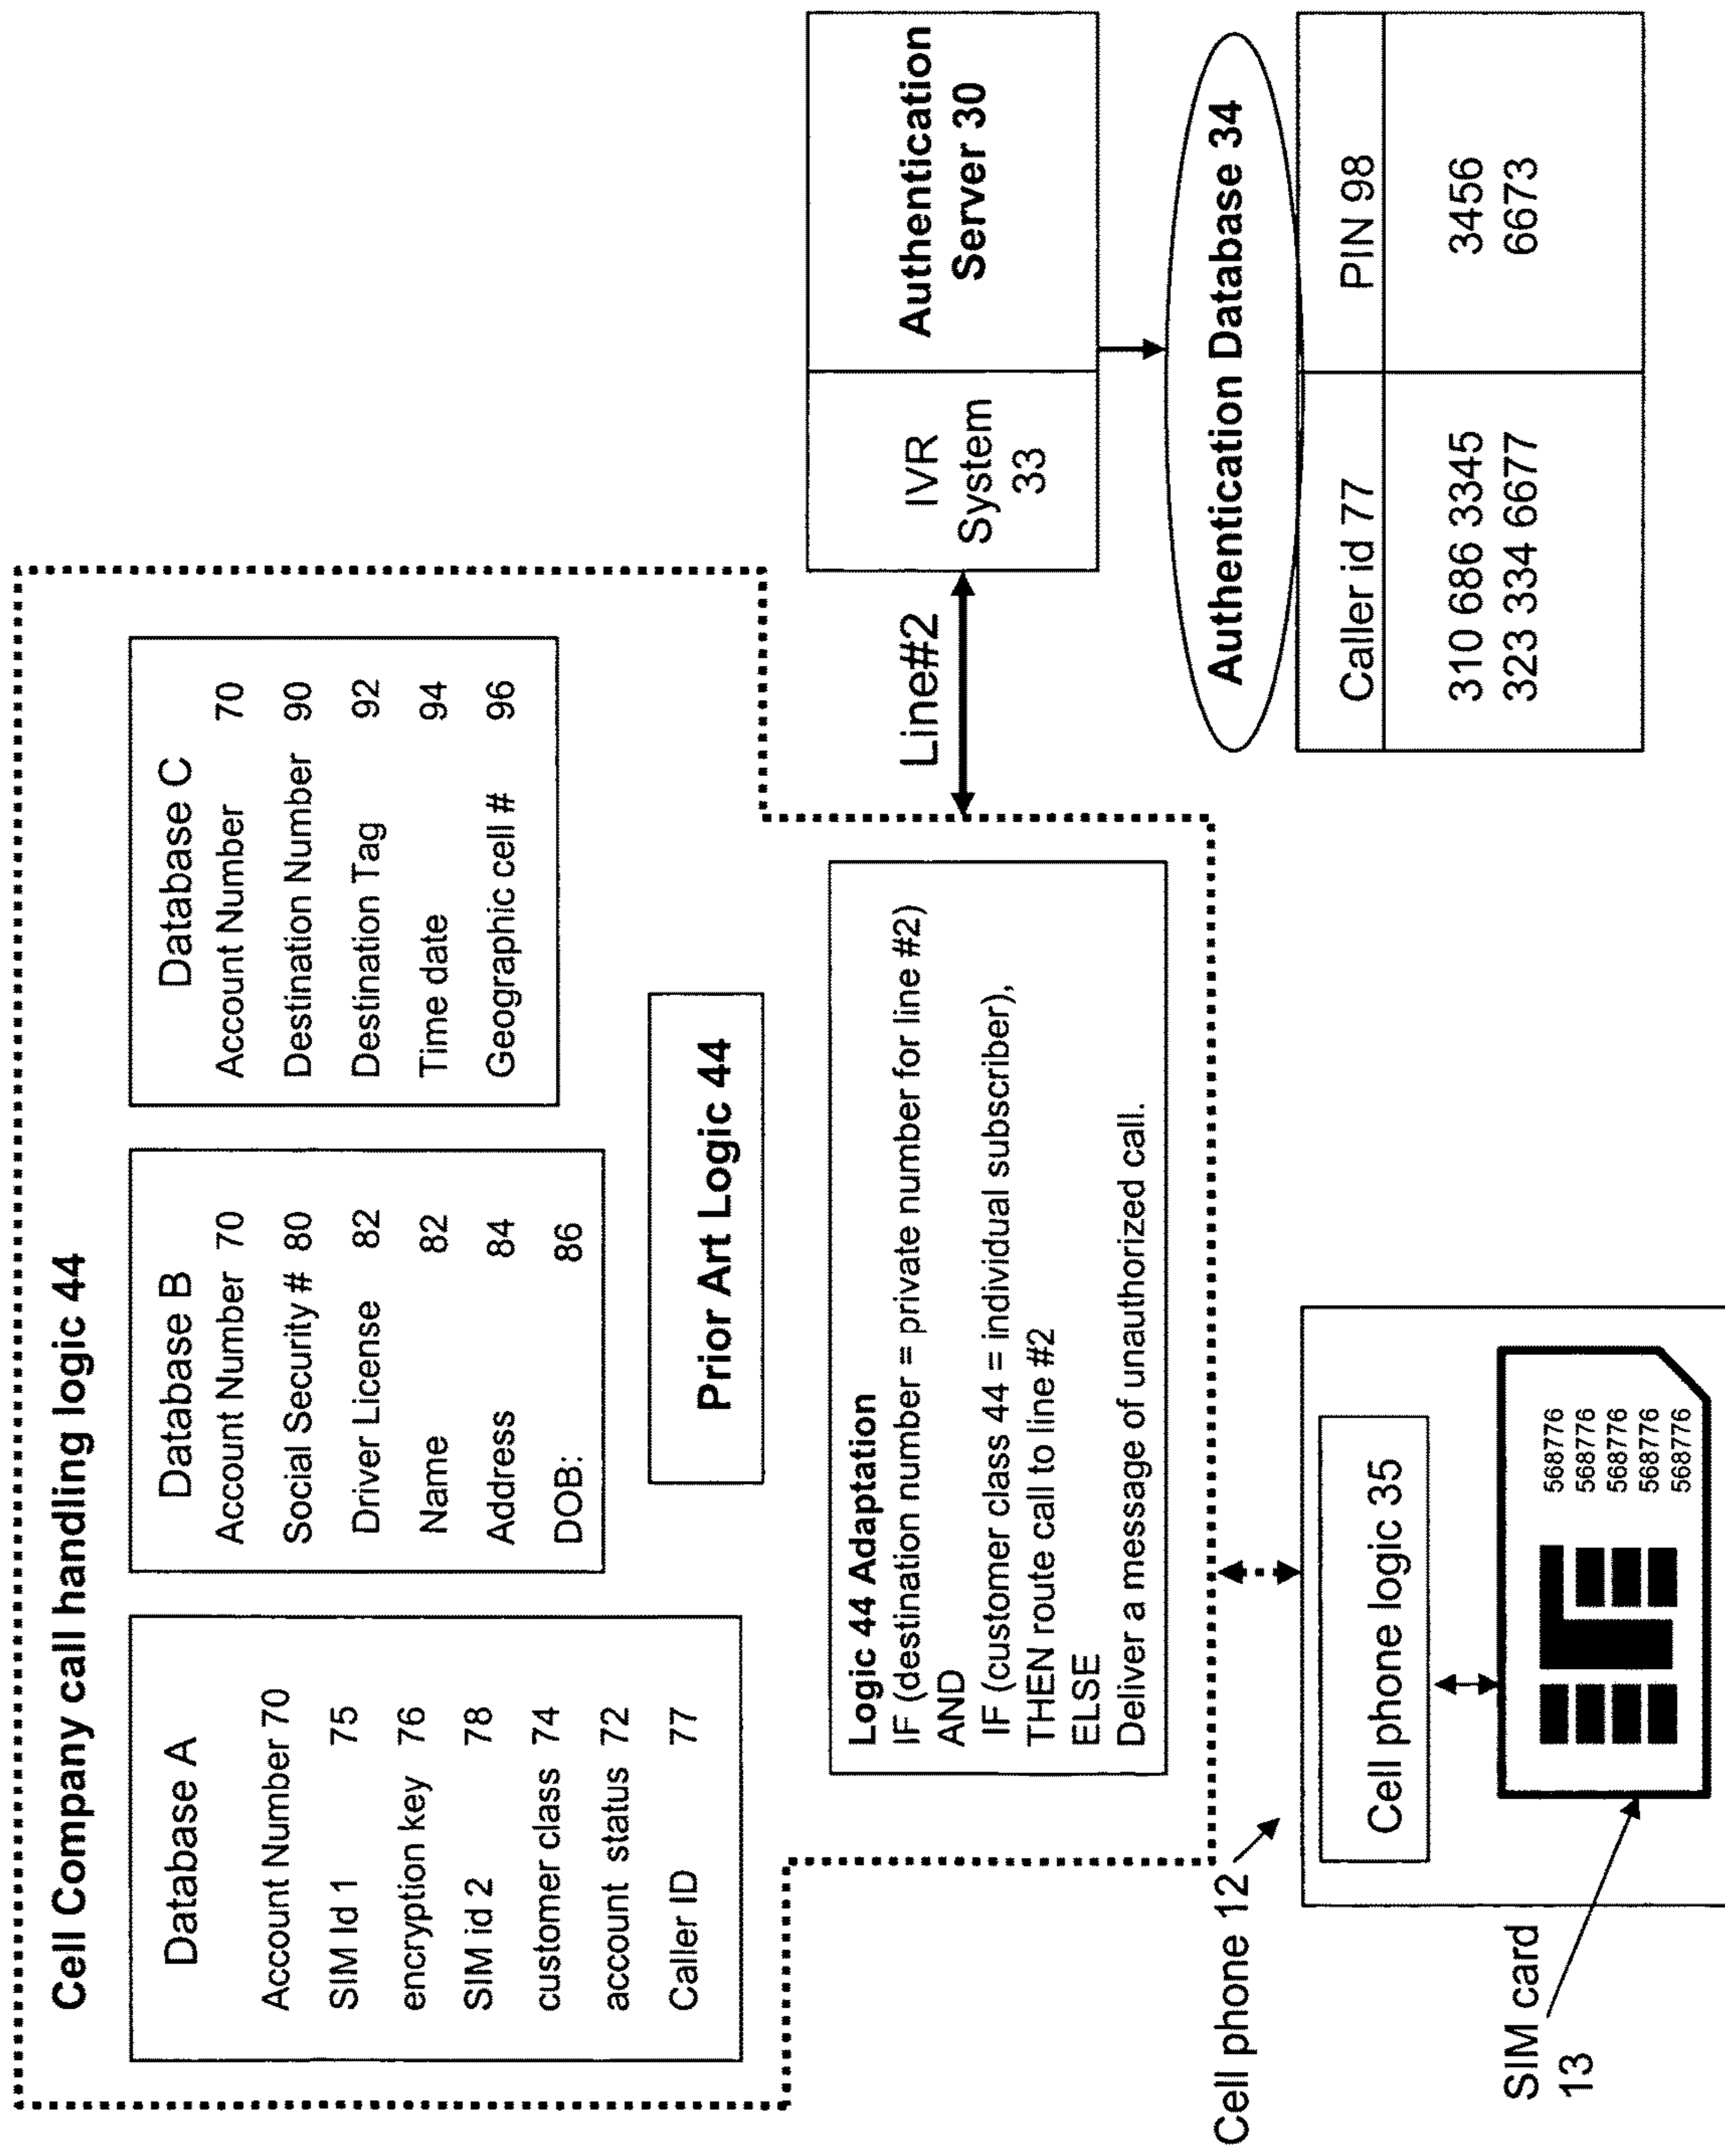 Cell Company call handling logic 44
Database A
Account Number 70
SIM Id 1 75
encryption key 76
SIM id 2 78
customer class 74
account status 72
Caller ID 77
Database B
Account Number 70
Social Security # 80
Driver License 82
Name 82
Address 84
DOB: 86
Database C
Account Number 70
Destination Number 90
Destination Tag 92
Time date 94
Geographic cell # 96
Prior Art Logic 44
Logic 44 Adaptation
IF (destination number = private number for line #2)
AND
IF (customer class 44 = individual subscriber),
THEN route call to line #2
ELSE
Deliver a message of unauthorized call.
Line#2
IVR
System
33
Authentication
Server 30
Authentication Database 34
Caller id 77 PIN 98
310 686 3345 3456
323 334 6677 6673
Cell phone 12
Cell phone logic 35
5688776
5688776
5688776
5688776
5688776
SIM card
13